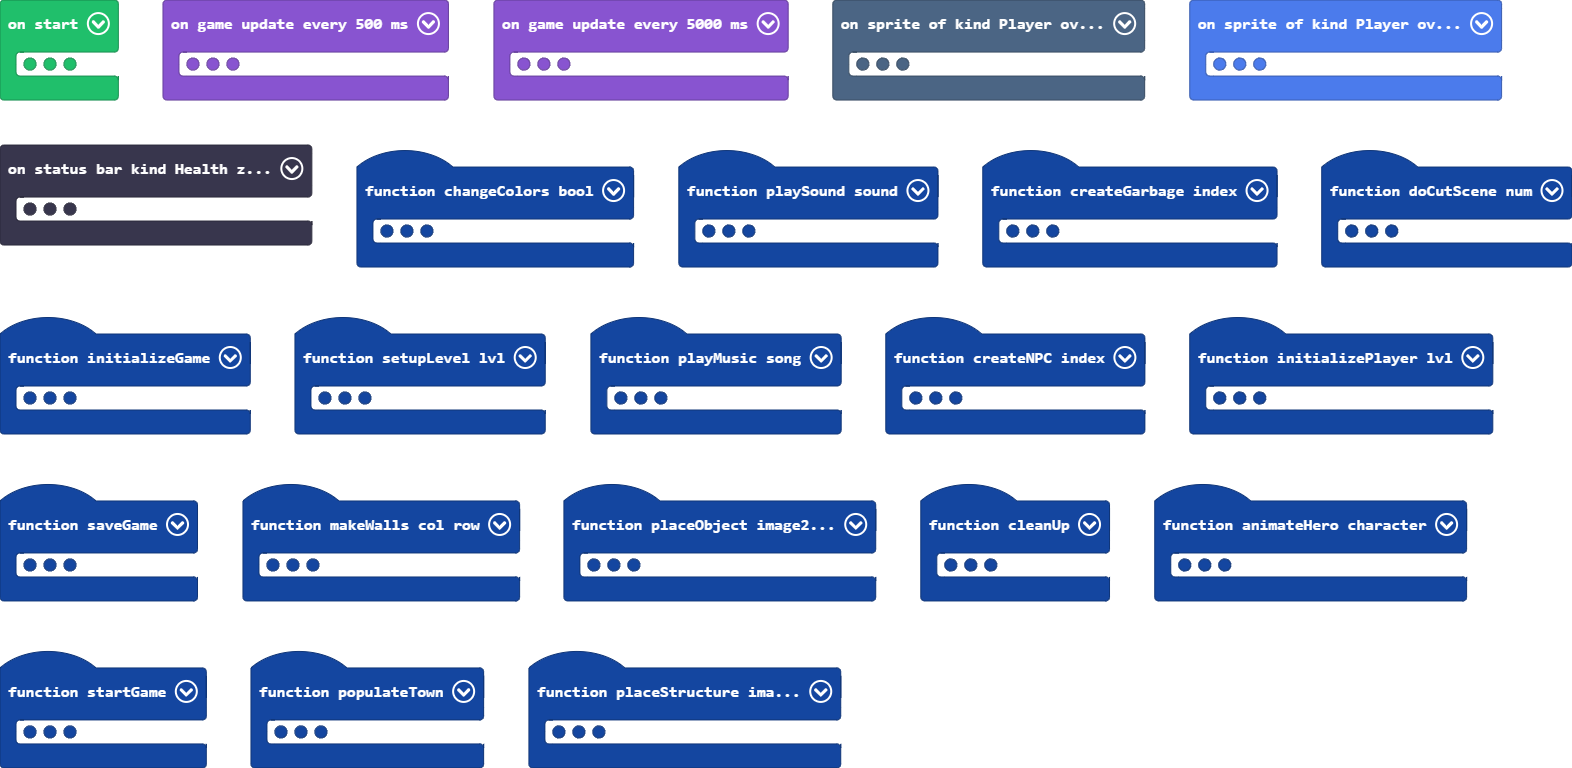 on start
on game update every 500 ms
on game update every 5000 ms
on sprite of kind Player ov...
on sprite of kind Player ov...
on status bar kind Health z...
function changeColors bool
function playSound sound
function createGarbage index
function doCutScene num
function initializeGame
function setupLevel lvl
function playMusic song
function createNPC index
function initializePlayer lvl
function saveGame
function makeWalls col row
function placeObject image2...
function cleanUp
function animateHero character
function startGame
function populateTown
function placeStructure ima...